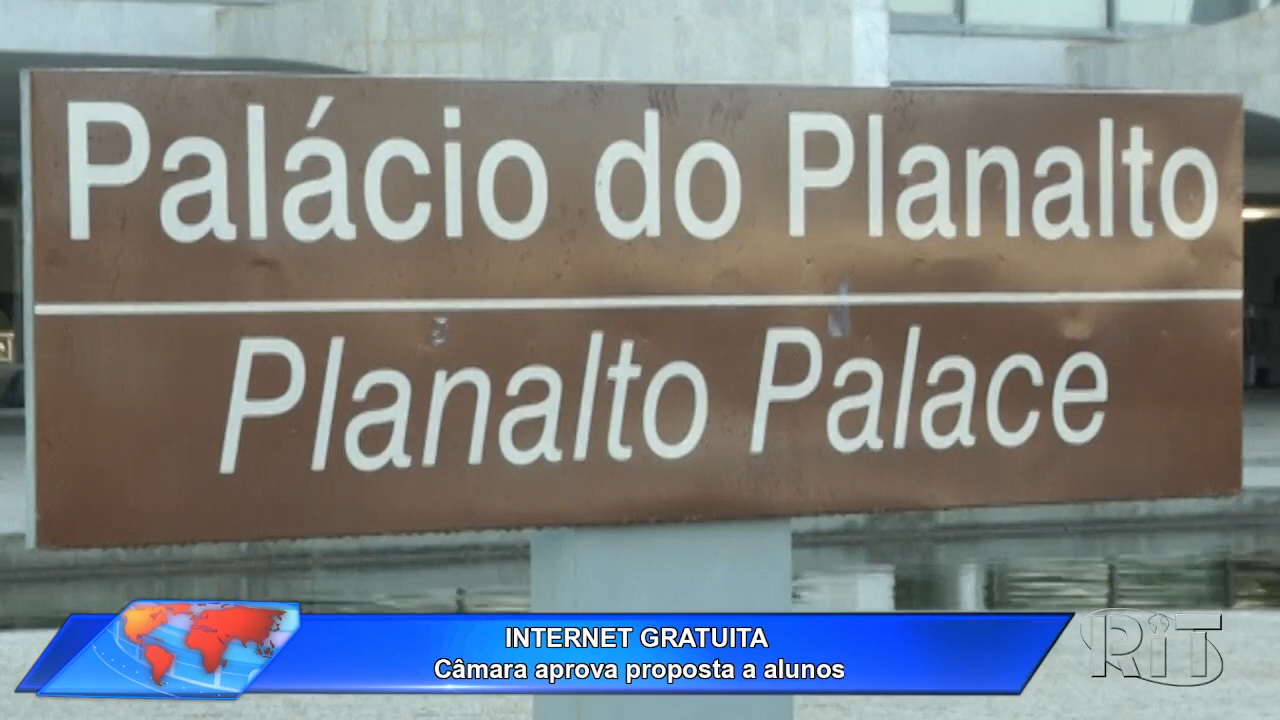 Palácio do Planalto
Planalto Palace
INTERNET GRATUITA
Câmara aprova proposta a alunos
RiT